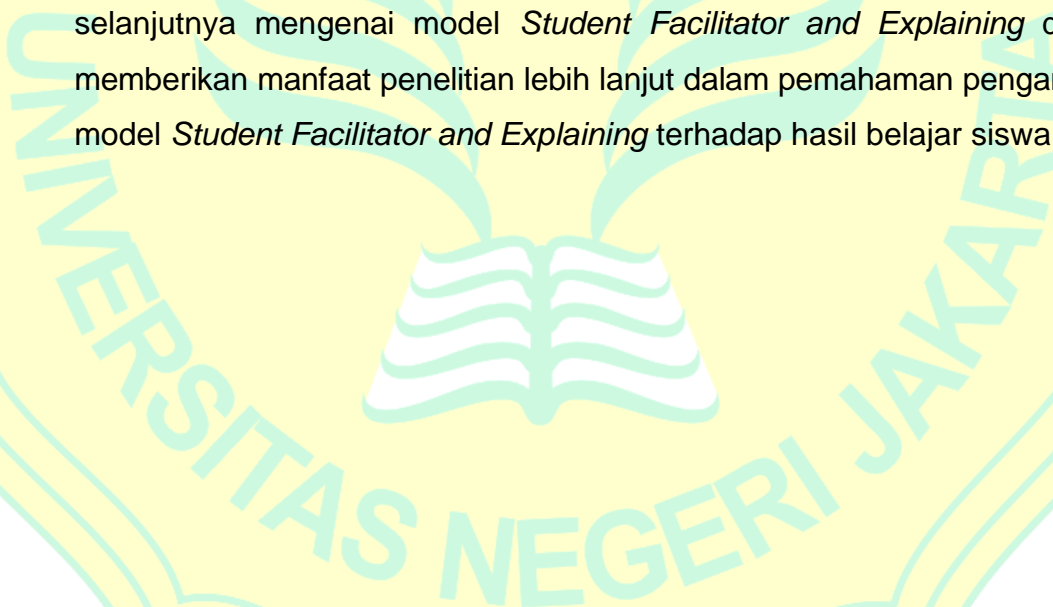 selanjutnya mengenai model Student Facilitator and Explaining
memberikan manfaat penelitian lebih lanjut dalam pemahaman
model Student Facilitator and Explaining terhadap hasil belajar siswa
UNIVERSITAS NEGERI JAKARTA